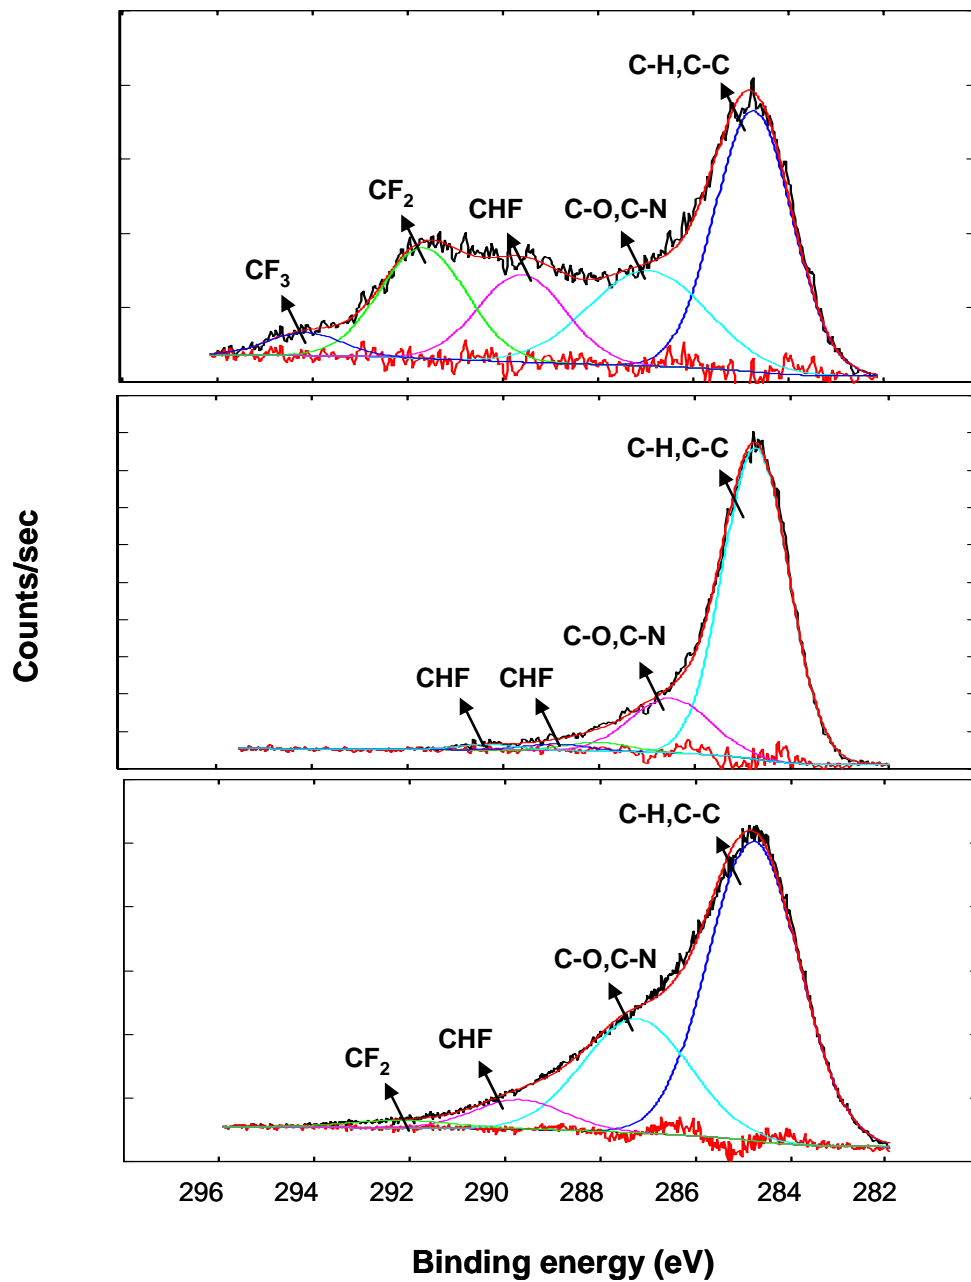 C-H,C-C
CF2
CHF
C-O,C-N
CF3
C-H,C-C
C-O,C-N
CHF
CHF
C-H,C-C
C-O,C-N
CHF
CF2
Counts/sec
296
294
292
290
288
286
284
282
Binding energy (eV)